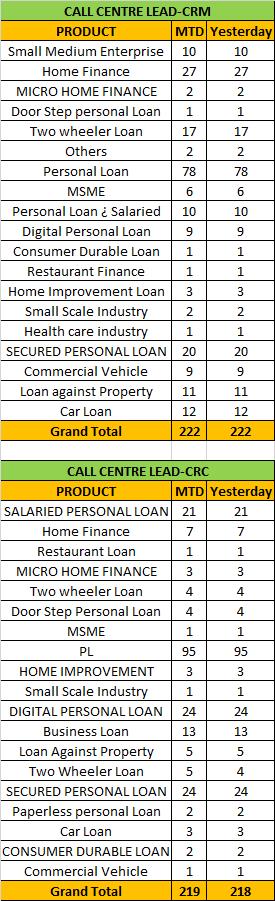 CALL CENTRE LEAD-CRM
PRODUCT MTD Yesterday
Small Medium Enterprise 10 10
Home Finance 27 27
MICRO HOME FINANCE 2 2
Door Step personal Loan 1 1
Two wheeler Loan 17 17
Others 2 2
Personal Loan 78 78
MSME 6 6
Personal Loan ¿ Salaried 10 10
Digital Personal Loan 9 9
Consumer Durable Loan 1 1
Restaurant Finance 1 1
Home Improvement Loan 3 3
Small Scale Industry 2 2
Health care industry 1 1
SECURED PERSONAL LOAN 20 20
Commercial Vehicle 9 9
Loan against Property 11 11
Car Loan 12 12
Grand Total 222 222
CALL CENTRE LEAD-CRC
PRODUCT MTD Yesterday
SALARIED PERSONAL LOAN 21 21
Home Finance 7 7
Restaurant Loan 1 1
MICRO HOME FINANCE 3 3
Two wheeler Loan 4 4
Door Step Personal Loan 4 4
MSME 1 1
PL 95 95
HOME IMPROVEMENT 3 3
Small Scale Industry 1 1
DIGITAL PERSONAL LOAN 24 24
Business Loan 13 13
Loan Against Property 5 5
Two Wheeler Loan 5 4
SECURED PERSONAL LOAN 24 24
Paperless personal Loan 2 2
Car Loan 3 3
CONSUMER DURABLE LOAN 2 2
Commercial Vehicle 1 1
Grand Total 219 218